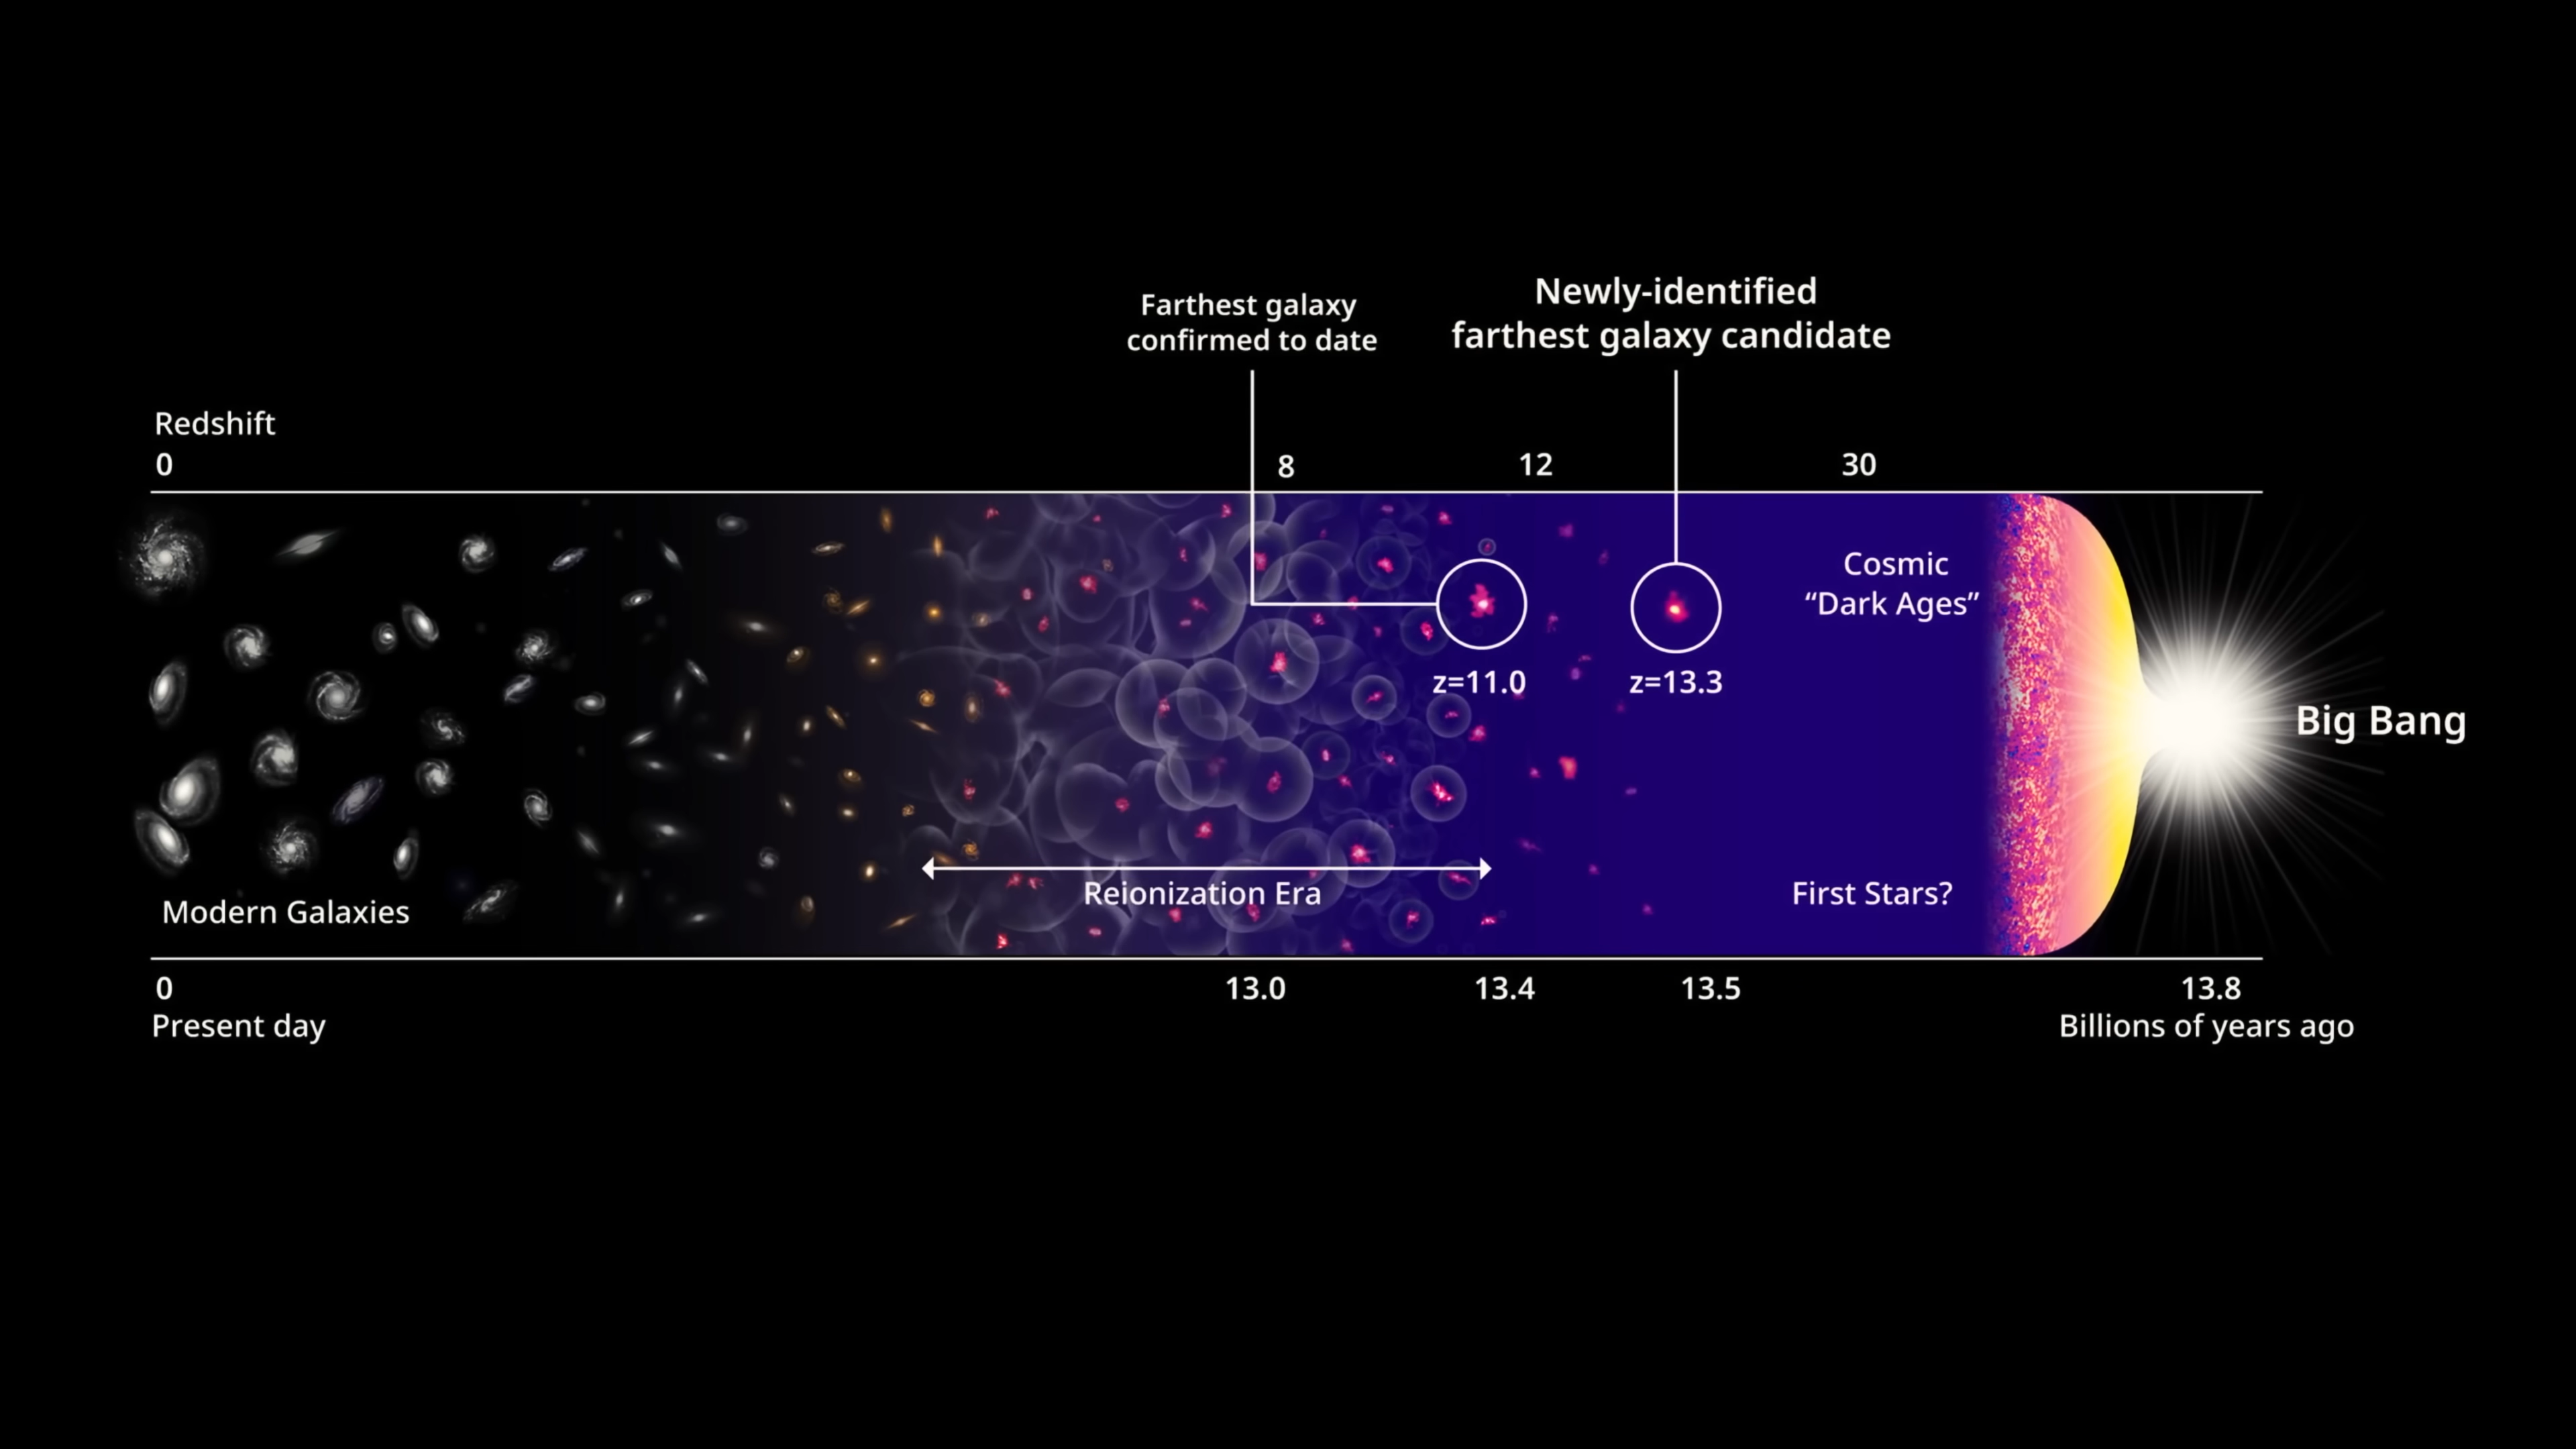 Farthest galaxy
confirmed to date
Newly-identified
farthest galaxy candidate
Redshift
0
8
12
30
Cosmic
“Dark Ages”
z=11.0
z=13.3
Big Bang
Reionization Era
First Stars?
Modern Galaxies
0
13.0
13.4
13.5
13.8
Present day
Billions of years ago